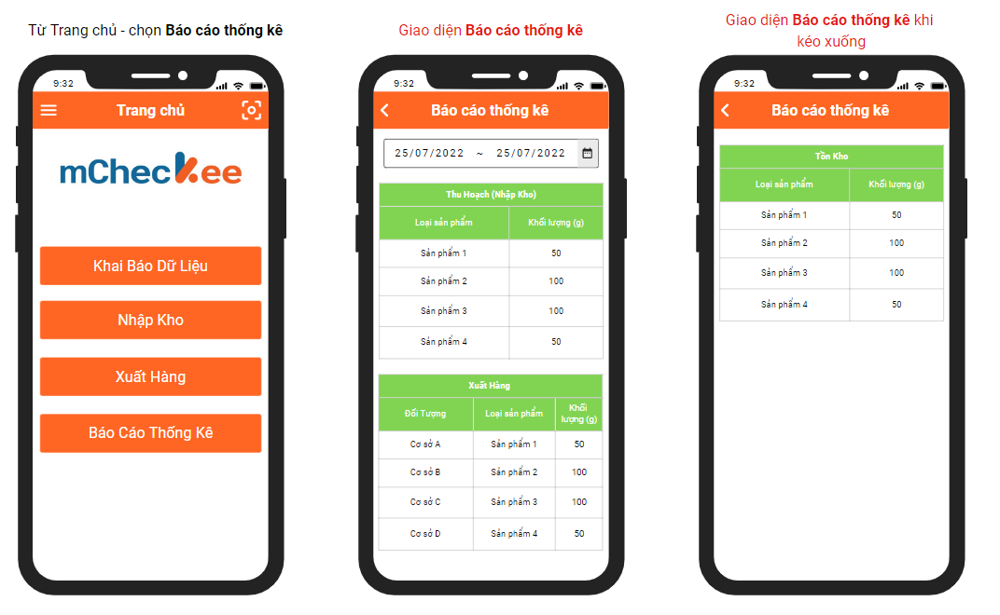 Từ Trang chủ - chọn Báo cáo thống kê
9:32
Trang chủ
mCheckee
Khai Báo Dữ Liệu
Nhập Kho
Xuất Hàng
Báo Cáo Thống Kê
Giao diện Báo cáo thống kê
9:32
Báo cáo thống kê
25/07/2022 ~ 25/07/2022
Thu Hoạch (Nhập Kho)
Loại sản phẩm Khối lượng (g)
Sản phẩm 1 50
Sản phẩm 2 100
Sản phẩm 3 100
Sản phẩm 4 50
Xuất Hàng
Đối Tượng Loại sản phẩm Khối lượng (g)
Cơ sở A Sản phẩm 1 50
Cơ sở B Sản phẩm 2 100
Cơ sở C Sản phẩm 3 100
Cơ sở D Sản phẩm 4 50
Giao diện Báo cáo thống kê khi
kéo xuống
9:32
Báo cáo thống kê
Tồn Kho
Loại sản phẩm Khối lượng (g)
Sản phẩm 1 50
Sản phẩm 2 100
Sản phẩm 3 100
Sản phẩm 4 50